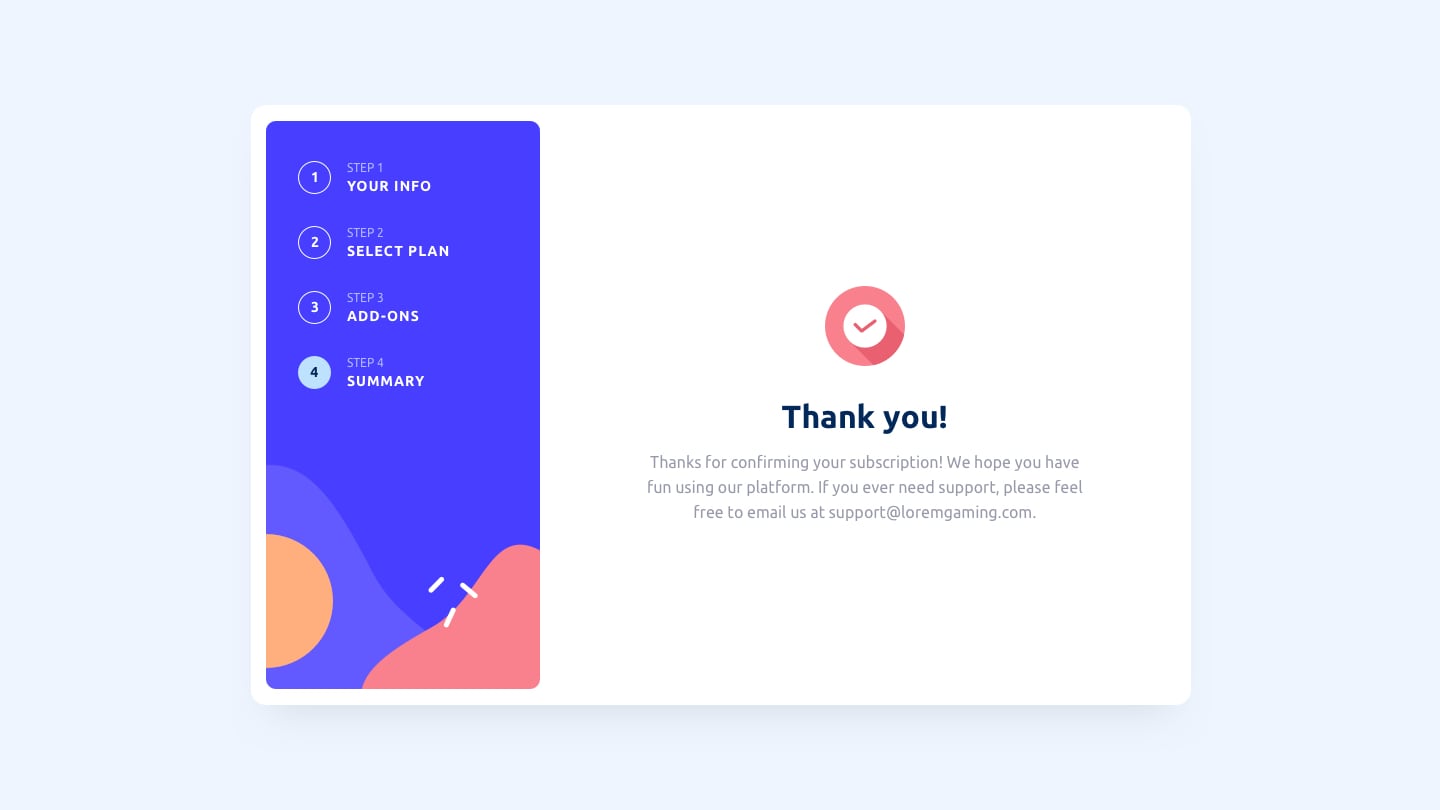 1
STEP 1
YOUR INFO
2
STEP 2
SELECT PLAN
3
STEP 3
ADD-ONS
4
STEP 4
SUMMARY
Thank you!
Thanks for confirming your subscription! We hope you have
fun using our platform. If you ever need support, please feel
free to email us at support@loremgaming.com.